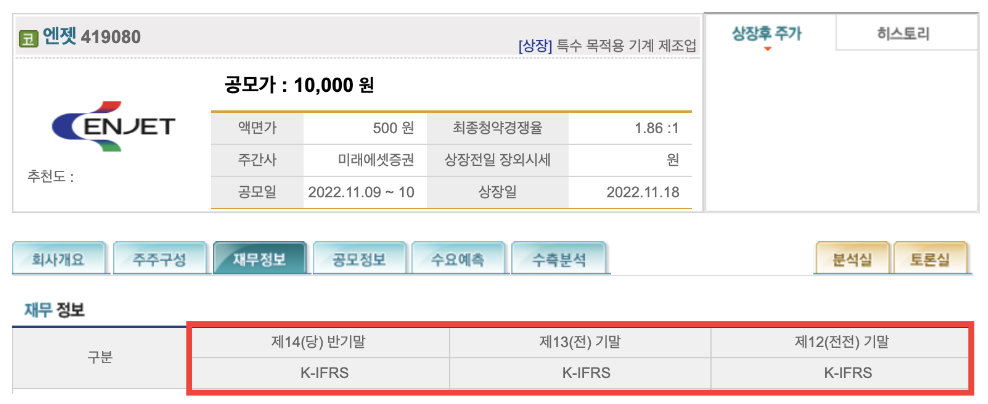 코 엔젯 419080
[상장] 특수 목적용 기계 제조업
상장후 주가
히스토리
공모가 : 10,000 원
ENJET
추천도 :
액면가 500 원 최종청약경쟁율 1.86 :1
주간사 미래에셋증권 상장전일 장외시세 원
공모일 2022.11.09 ~ 10 상장일 2022.11.18
회사개요 주주구성 재무정보 공모정보 수요예측 수측분석 분석실 토론실
재무 정보
구분 제14(당) 반기말 제13(전) 기말 제12(전전) 기말
K-IFRS K-IFRS K-IFRS